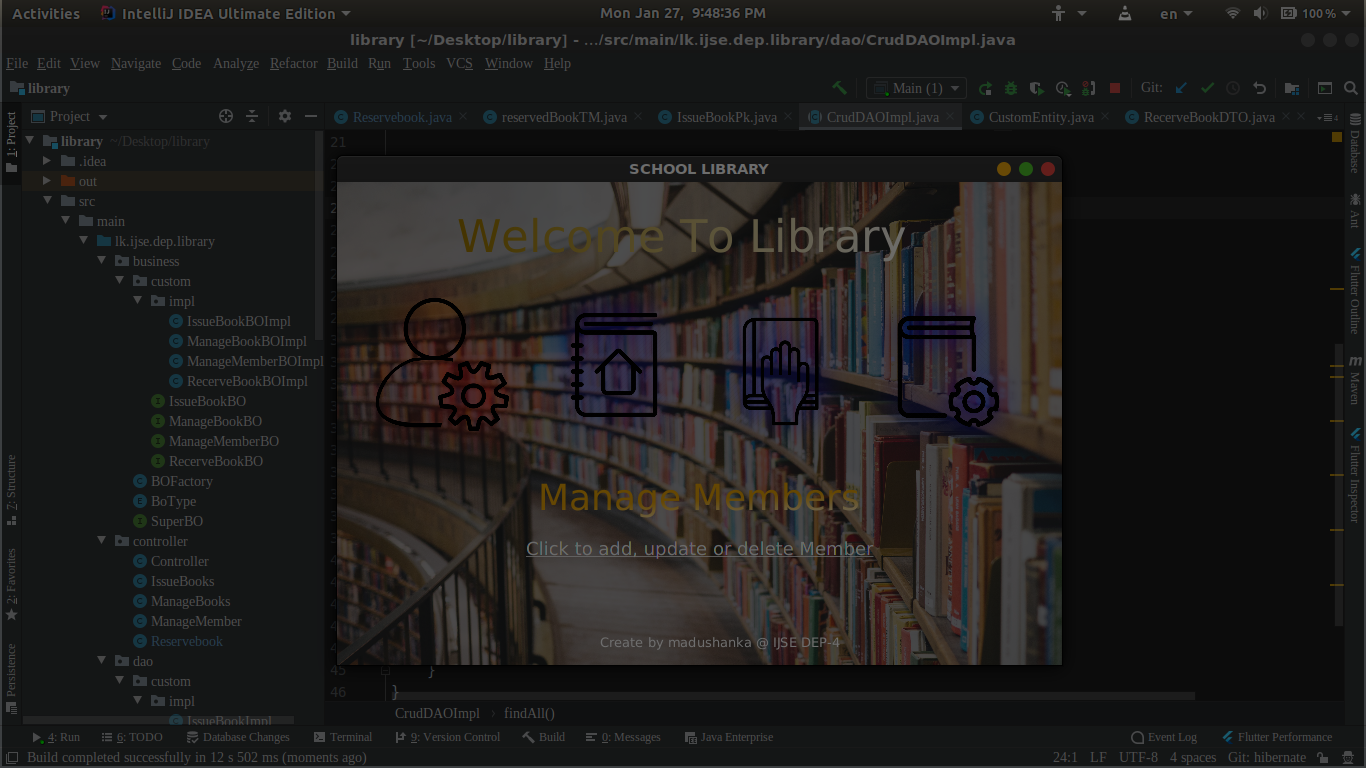 Activities IntelliJ IDEA Ultimate Edition Mon Jan 27, 9:48:36 PM en 100 %
library [~/Desktop/library] - .../src/main/lk.ijse.dep.library/dao/CrudDAOImpl.java
File Edit View Navigate Code Analyze Refactor Build Run Tools VCS Window Help
library Main (1) Git:
Project Reservebook.java reservedBookTM.java IssueBookPk.java CrudDAOImpl.java CustomEntity.java RecerveBookDTO.java 4
1: Project
7: Structure
2: Favorites
Persistence
library ~/Desktop/library
.idea
out
src
main
lk.ijse.dep.library
business
custom
impl
IssueBookBOImpl
ManageBookBOImpl
ManageMemberBOImpl
RecerveBookBOImpl
IssueBookBO
ManageBookBO
ManageMemberBO
RecerveBookBO
BOFactory
BoType
SuperBO
controller
Controller
IssueBooks
ManageBooks
ManageMember
Reservebook
dao
custom
impl
IssueBookImpl
21
SCHOOL LIBRARY
Welcome To Library
Manage Members
Click to add, update or delete Member
Create by madushanka @ IJSE DEP-4
45 }
46 }
CrudDAOImpl findAll()
Database
Ant
Flutter Outline
m Maven
Flutter Inspector
4: Run 6: TODO Database Changes Terminal 9: Version Control Build 0: Messages Java Enterprise Event Log Flutter Performance
Build completed successfully in 12 s 502 ms (moments ago) 24:1 LF UTF-8 4 spaces Git: hibernate